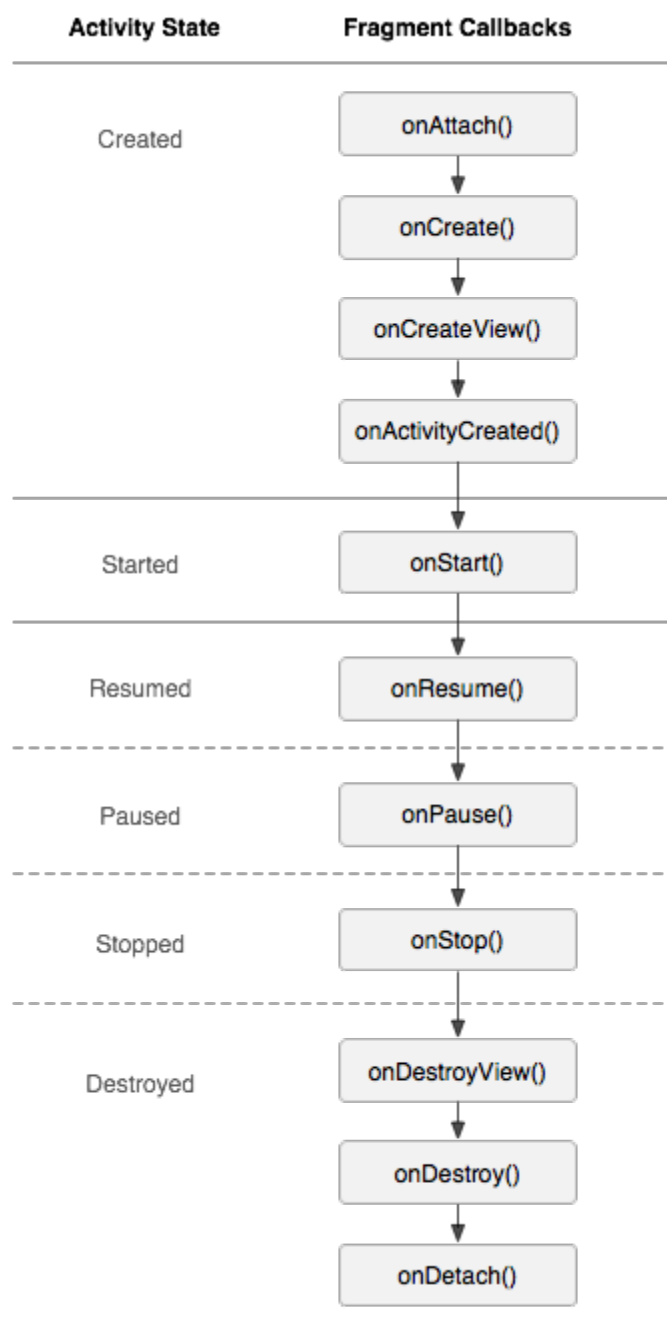 Activity State Fragment Callbacks
Created
onAttach()
onCreate()
onCreateView()
onActivityCreated()
Started
onStart()
Resumed
onResume()
Paused
onPause()
Stopped
onStop()
Destroyed
onDestroyView()
onDestroy()
onDetach()